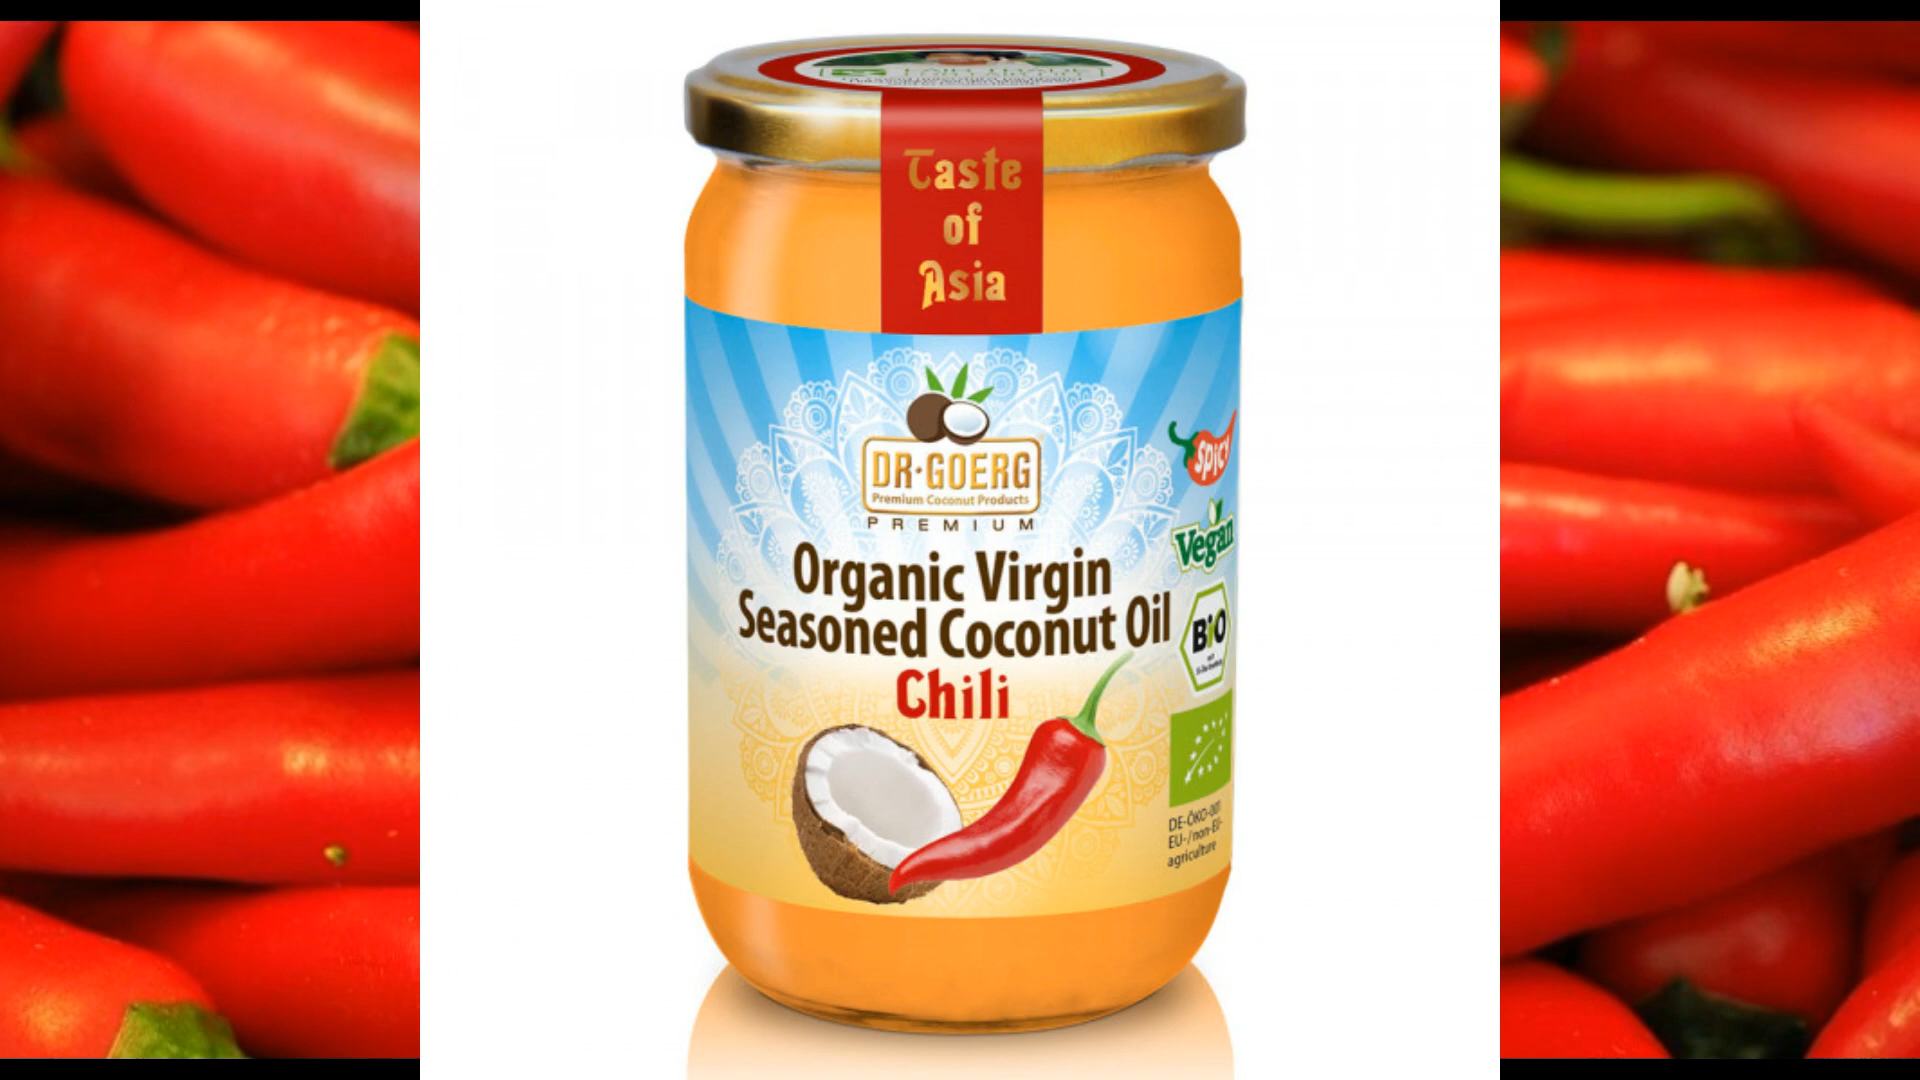 Taste
of
Asia
DR·GOERG
Premium Coconut Products
PREMIUM
Organic Virgin
Seasoned Coconut Oil
Chili
SPICY
Vegan
BiO
DE-ÖKO-001
EU-/non-EU-
agriculture